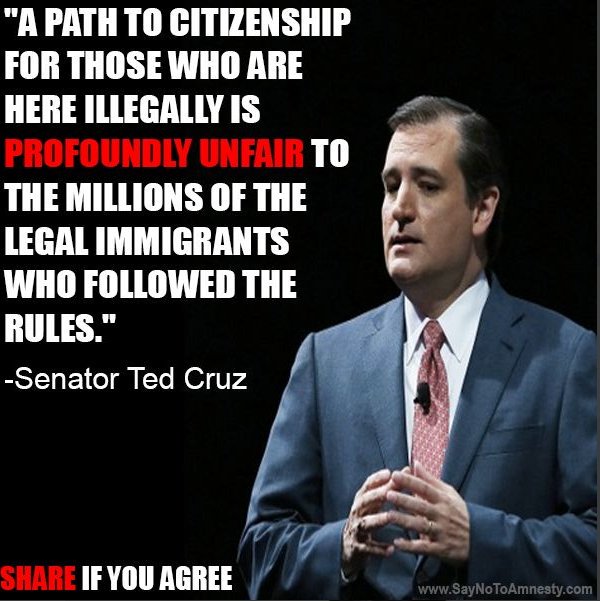 "A PATH TO CITIZENSHIP
FOR THOSE WHO ARE
HERE ILLEGALLY IS
PROFOUNDLY UNFAIR TO
THE MILLIONS OF THE
LEGAL IMMIGRANTS
WHO FOLLOWED THE
RULES."
-Senator Ted Cruz
SHARE IF YOU AGREE
www.SayNoToAmnesty.com